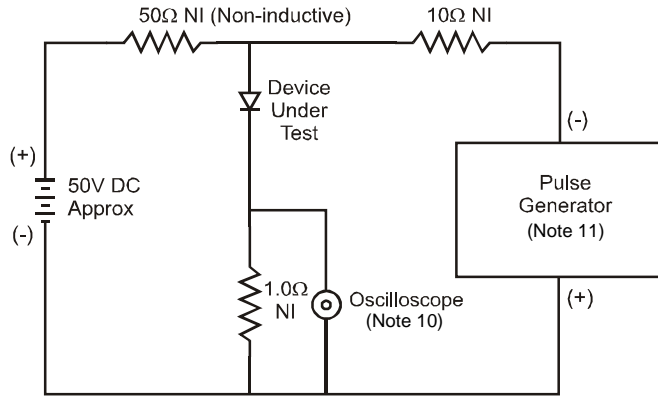 50Ω NI (Non-inductive)
10Ω NI
Device
Under
Test
(+)
50V DC
Approx
(-)
(-)
Pulse
Generator
(Note 11)
(+)
1.0Ω
NI
Oscilloscope
(Note 10)